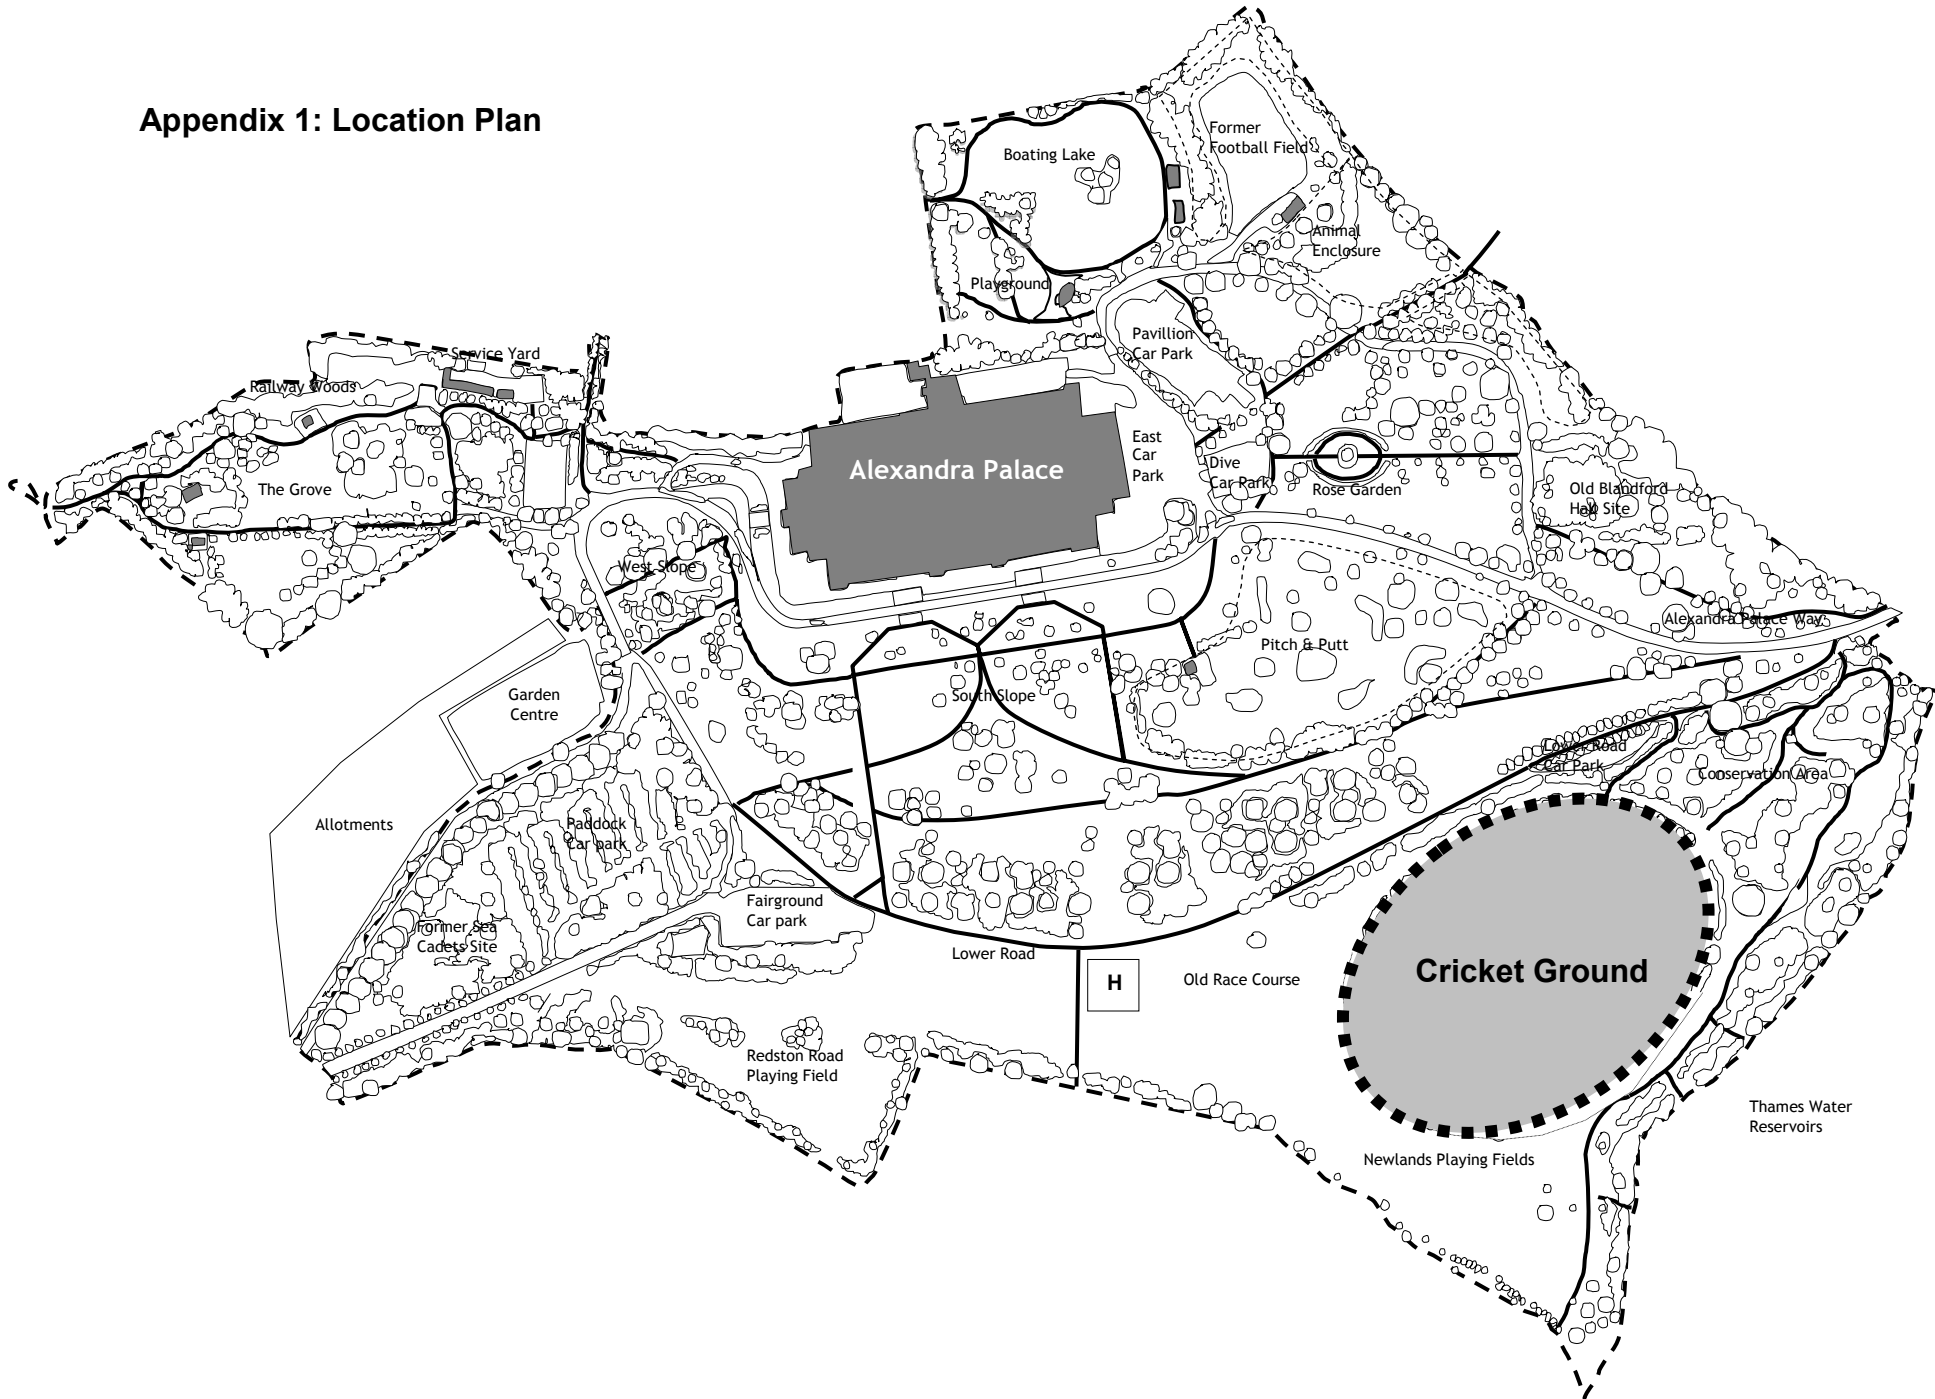 Appendix 1: Location Plan
Boating Lake
Former
Football Field
Animal
Enclosure
Playground
Pavillion
Car Park
Service Yard
Railway Woods
The Grove
Alexandra Palace
East
Car
Park
Dive
Car Park
Rose Garden
Old Blandford
Hall Site
West Slope
Alexandra Palace Way
Pitch & Putt
Garden
Centre
South Slope
Lower Road
Car Park
Conservation Area
Allotments
Paddock
Car park
Fairground
Car park
Former Sea
Cadets Site
Lower Road
H
Old Race Course
Cricket Ground
Redston Road
Playing Field
Thames Water
Reservoirs
Newlands Playing Fields